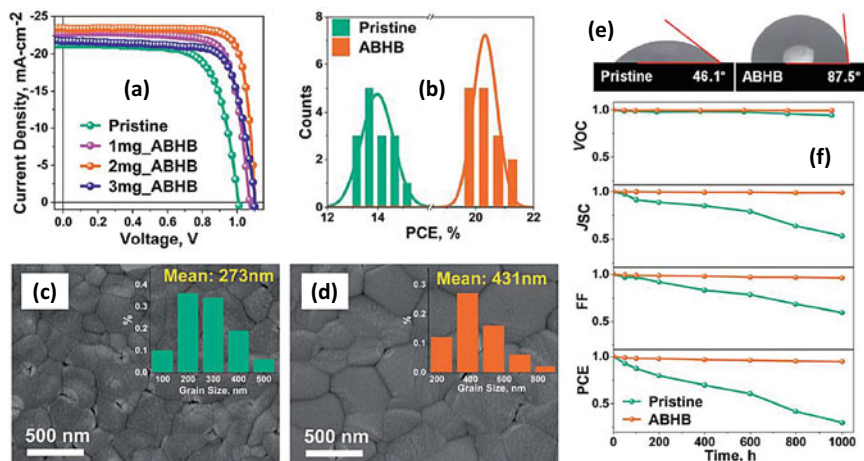 (a)
Current Density, mA-cm-2
-25
-20
-15
-10
-5
0
Pristine
1mg_ABHB
2mg_ABHB
3mg_ABHB
0.0 0.2 0.4 0.6 0.8 1.0
Voltage, V
(b)
Counts
8
6
4
2
0
Pristine
ABHB
12 14 20 22
PCE, %
(c)
Mean: 273nm
%
0.4
0.3
0.2
0.1
0.0
100 200 300 400 500
Grain Size, nm
500 nm
(d)
Mean: 431nm
%
0.3
0.2
0.1
0.0
200 400 600 800
Grain Size, nm
500 nm
(e)
Pristine 46.1°
ABHB 87.5°
(f)
VOC
1.0
0.5
JSC
1.0
0.5
FF
1.0
0.5
PCE
1.0
0.5
Pristine
ABHB
0 200 400 600 800 1000
Time, h